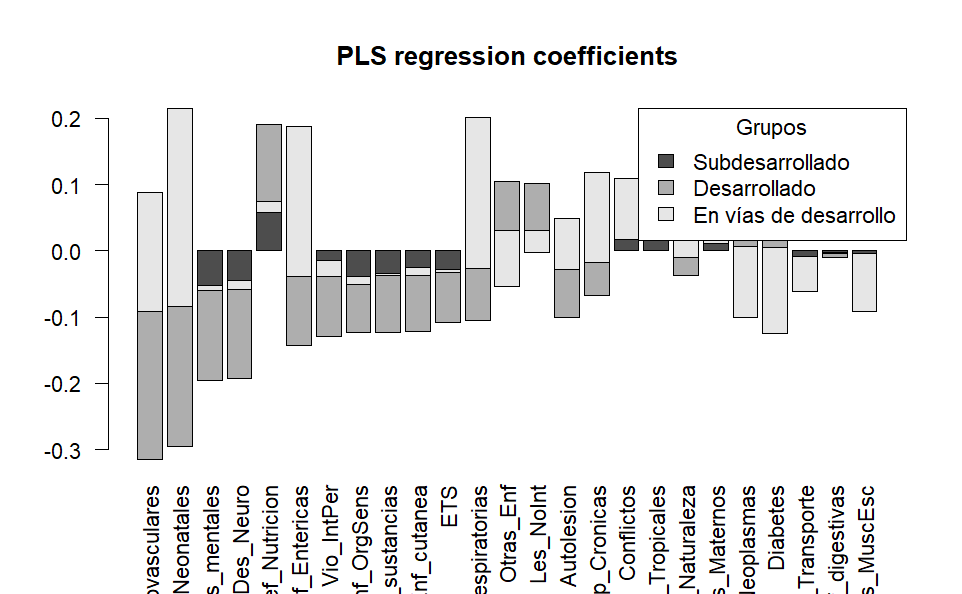 PLS regression coefficients
0.2
0.1
0.0
-0.1
-0.2
-0.3
Grupos
Subdesarrollado
Desarrollado
En vías de desarrollo
ovasculares
Neonatales
s_mentales
Des_Neuro
ef_Nutricion
f_Entericas
Vio_IntPer
nf_OrgSens
_sustancias
nf_cutanea
ETS
espiratorias
Otras_Enf
Les_NoInt
Autolesion
p_Cronicas
Conflictos
_Tropicales
_Naturaleza
s_Maternos
leoplasmas
Diabetes
_Transporte
_digestivas
s_MuscEsc